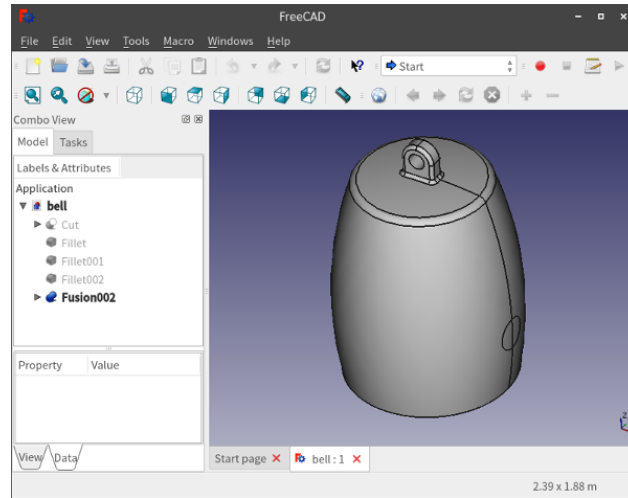 FreeCAD
File Edit View Tools Macro Windows Help
Start
Combo View
Model Tasks
Labels & Attributes
Application
bell
Cut
Fillet
Fillet001
Fillet002
Fusion002
Property Value
View Data
Start page bell : 1
2.39 x 1.88 m